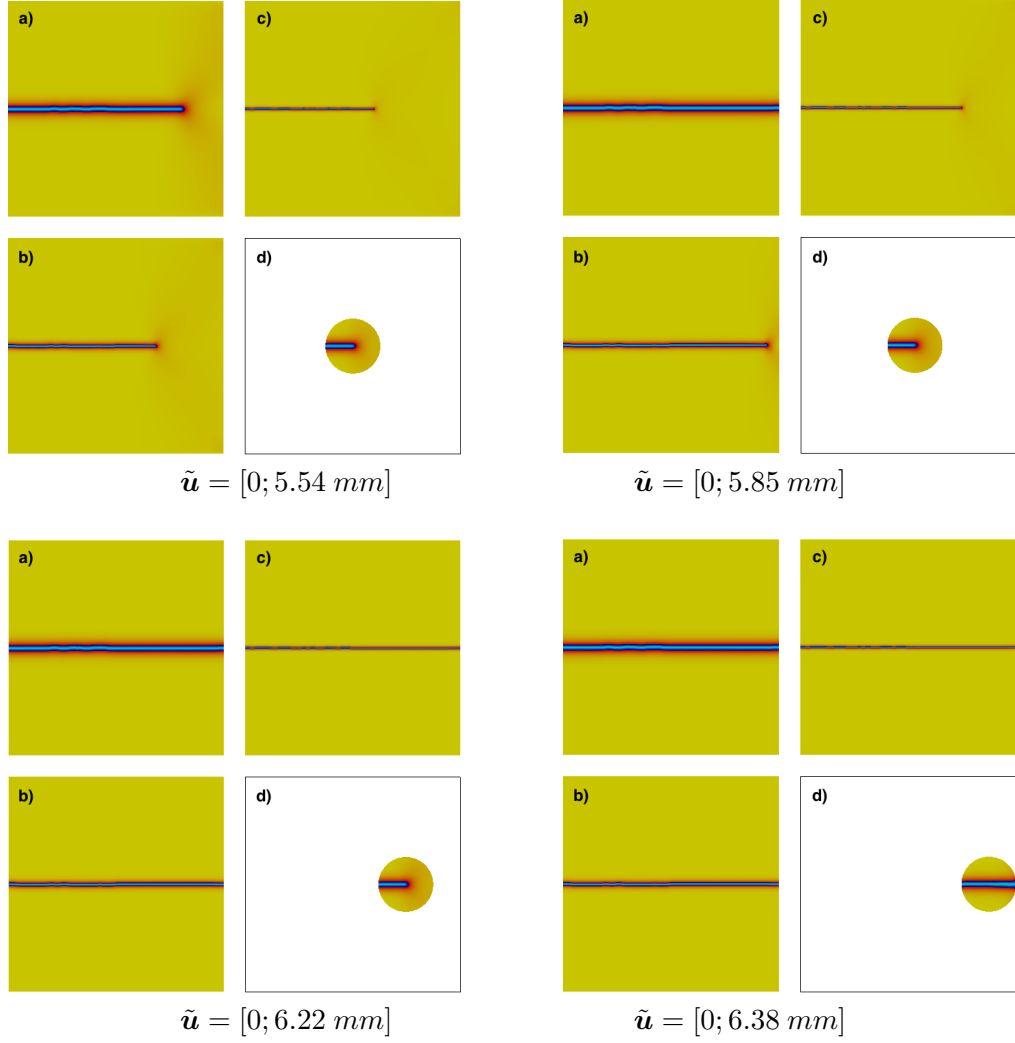 a) c) a) c)
b) d) b) d)
ũ = [0; 5.54 mm] ũ = [0; 5.85 mm]
a) c) a) c)
b) d) b) d)
ũ = [0; 6.22 mm] ũ = [0; 6.38 mm]